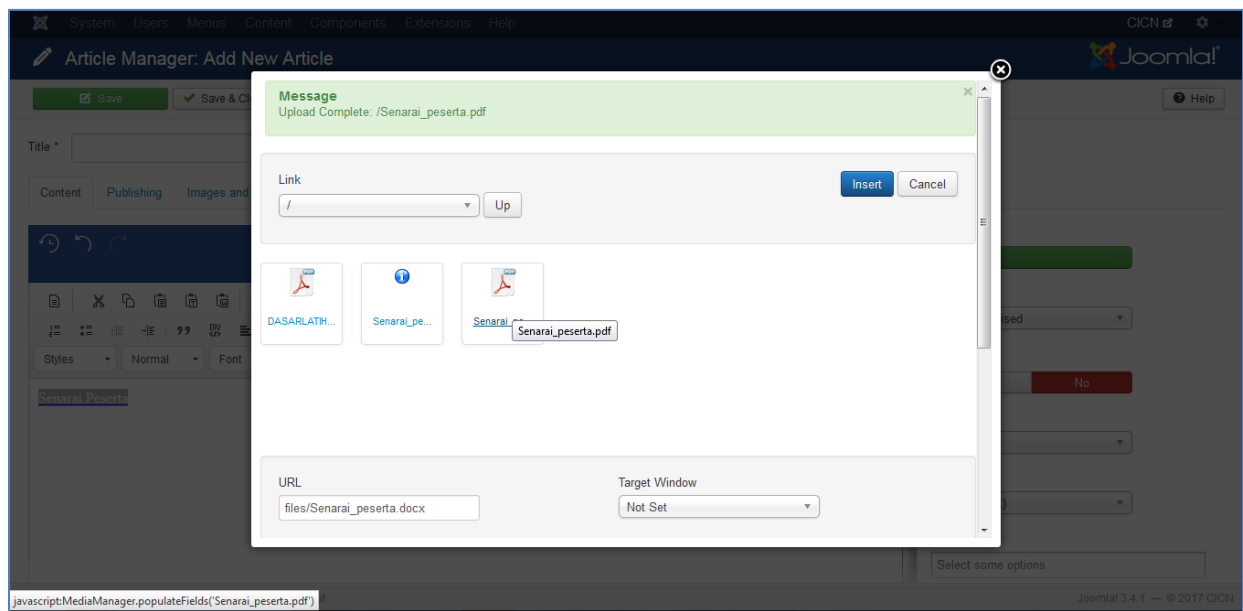 System Users Menus Content Components Extensions Help
CICN
Article Manager: Add New Article
Joomla!
Save
Save & Cl
Help
Message
Upload Complete: /Senarai_peserta.pdf
Title *
Link
/
Up
Insert
Cancel
Content
Publishing
Images and
DASARLATIH...
Senarai_pe...
Senarai_pe...
Senarai_peserta.pdf
Styles
Normal
Font
No
Senarai Peserta
URL
Target Window
files/Senarai_peserta.docx
Not Set
Select some options
javascript:MediaManager.populateFields('Senarai_peserta.pdf')
Joomla! 3.4.1 — © 2017 CICN